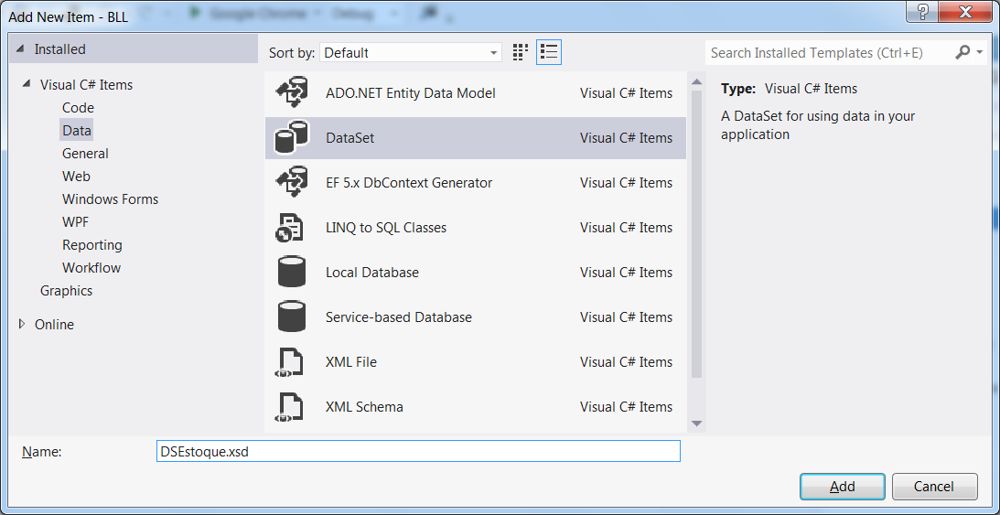 Google Chrome
Debug
Add New Item - BLL
Installed
Sort by: Default
Search Installed Templates (Ctrl+E)
Visual C# Items
Code
Data
General
Web
Windows Forms
WPF
Reporting
Workflow
Graphics
Online
ADO.NET Entity Data Model Visual C# Items
DataSet Visual C# Items
EF 5.x DbContext Generator Visual C# Items
LINQ to SQL Classes Visual C# Items
Local Database Visual C# Items
Service-based Database Visual C# Items
XML File Visual C# Items
XML Schema Visual C# Items
Type: Visual C# Items
A DataSet for using data in your
application
Name: DSEstoque.xsd
Add Cancel